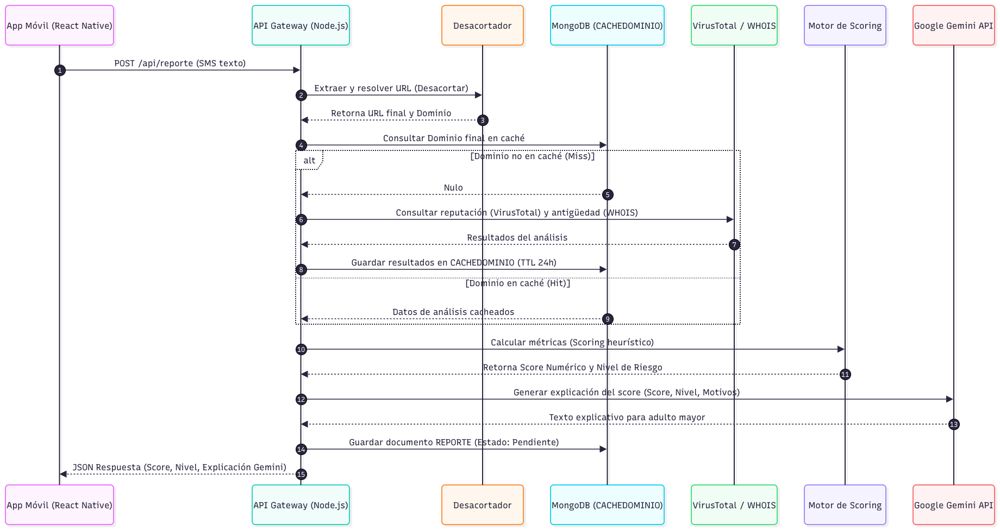 App Móvil (React Native)
API Gateway (Node.js)
Desacortador
MongoDB (CACHEDOMINIO)
VirusTotal / WHOIS
Motor de Scoring
Google Gemini API
POST /api/reporte (SMS texto)
1
Extraer y resolver URL (Desacortar)
2
Retorna URL final y Dominio
3
Consultar Dominio final en caché
4
alt
[Dominio no en caché (Miss)]
Nulo
5
Consultar reputación (VirusTotal) y antigüedad (WHOIS)
6
Resultados del análisis
7
Guardar resultados en CACHEDOMINIO (TTL 24h)
8
[Dominio en caché (Hit)]
Datos de análisis cacheados
9
Calcular métricas (Scoring heurístico)
10
Retorna Score Numérico y Nivel de Riesgo
11
Generar explicación del score (Score, Nivel, Motivos)
12
Texto explicativo para adulto mayor
13
Guardar documento REPORTE (Estado: Pendiente)
14
JSON Respuesta (Score, Nivel, Explicación Gemini)
15
App Móvil (React Native)
API Gateway (Node.js)
Desacortador
MongoDB (CACHEDOMINIO)
VirusTotal / WHOIS
Motor de Scoring
Google Gemini API